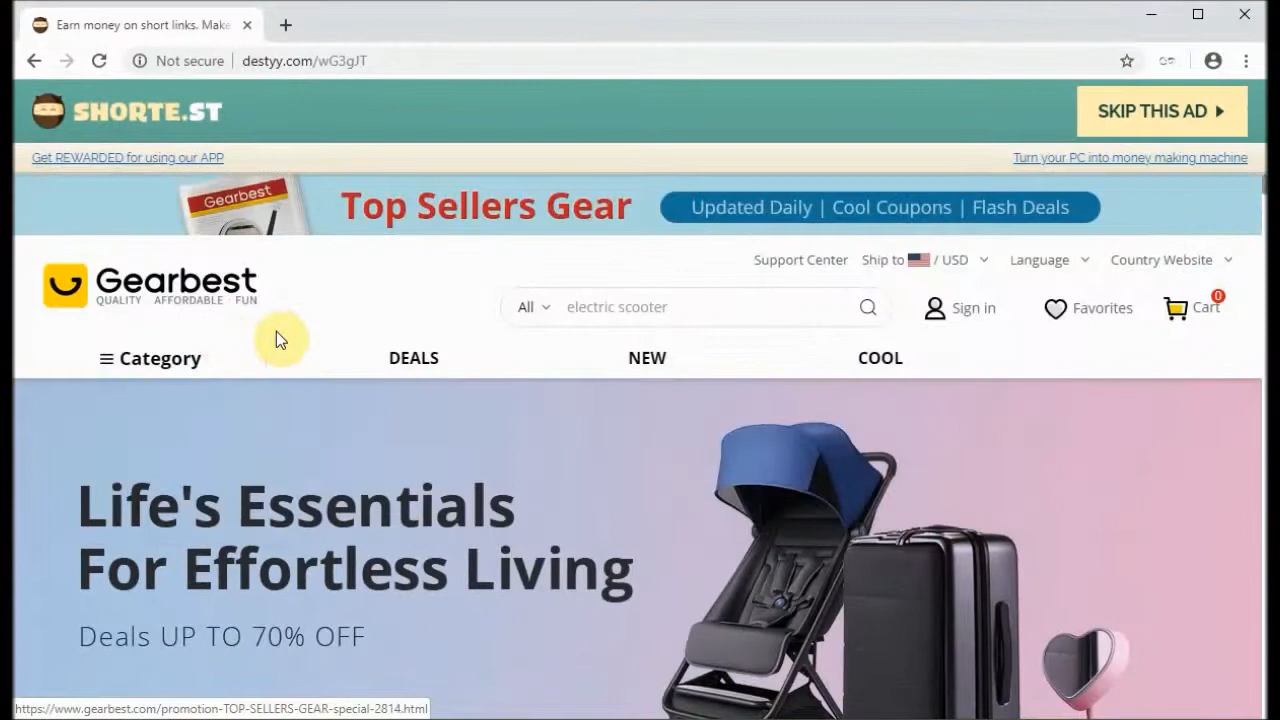 Earn money on short links. Make
Not secure | destyy.com/wG3gJT
SHORTE.ST
SKIP THIS AD
Get REWARDED for using our APP
Turn your PC into money making machine
Gearbest
Top Sellers Gear
Updated Daily | Cool Coupons | Flash Deals
Support Center
Ship to / USD
Language
Country Website
Gearbest
QUALITY AFFORDABLE FUN
All
electric scooter
Sign in
Favorites
Cart
0
Category
DEALS
NEW
COOL
Life's Essentials
For Effortless Living
Deals UP TO 70% OFF
https://www.gearbest.com/promotion-TOP-SELLERS-GEAR-special-2814.html